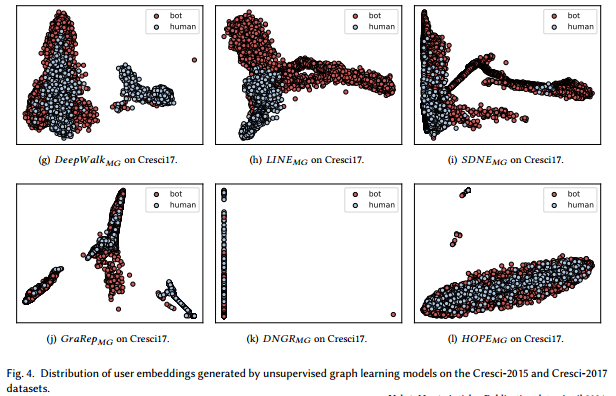 bot
human
bot
human
bot
human
(g) DeepWalkMG on Cresci17.
(h) LINEMG on Cresci17.
(i) SDNEMG on Cresci17.
bot
human
bot
human
bot
human
(j) GraRepMG on Cresci17.
(k) DNGRMG on Cresci17.
(l) HOPEMG on Cresci17.
Fig. 4. Distribution of user embeddings generated by unsupervised graph learning models on the Cresci-2015 and Cresci-2017
datasets.